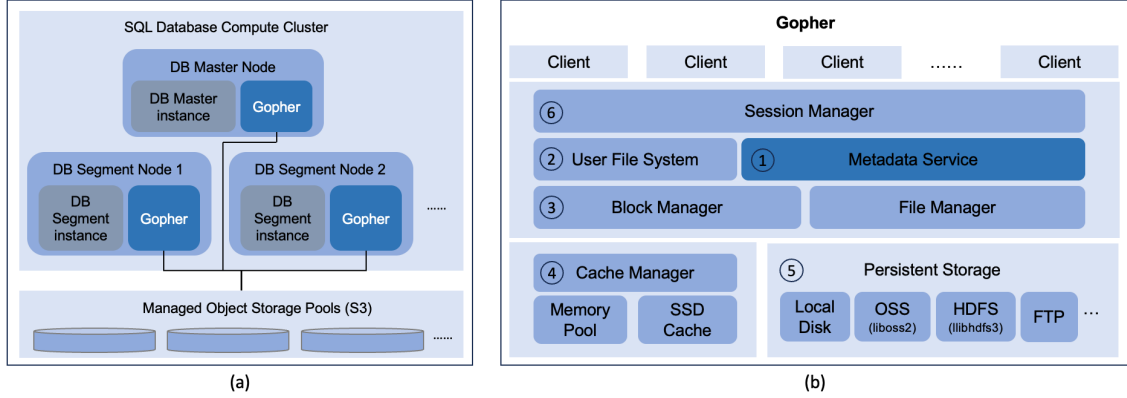 SQL Database Compute Cluster
DB Master Node
DB Master
instance
Gopher
DB Segment Node 1
DB
Segment
instance
Gopher
DB Segment Node 2
DB
Segment
instance
Gopher
......
Managed Object Storage Pools (S3)
......
(a)
Gopher
Client
Client
Client
......
Client
6 Session Manager
2 User File System
1 Metadata Service
3 Block Manager
File Manager
4 Cache Manager
Memory
Pool
SSD
Cache
5 Persistent Storage
Local
Disk
OSS
(liboss2)
HDFS
(llibhdfs3)
FTP
...
(b)